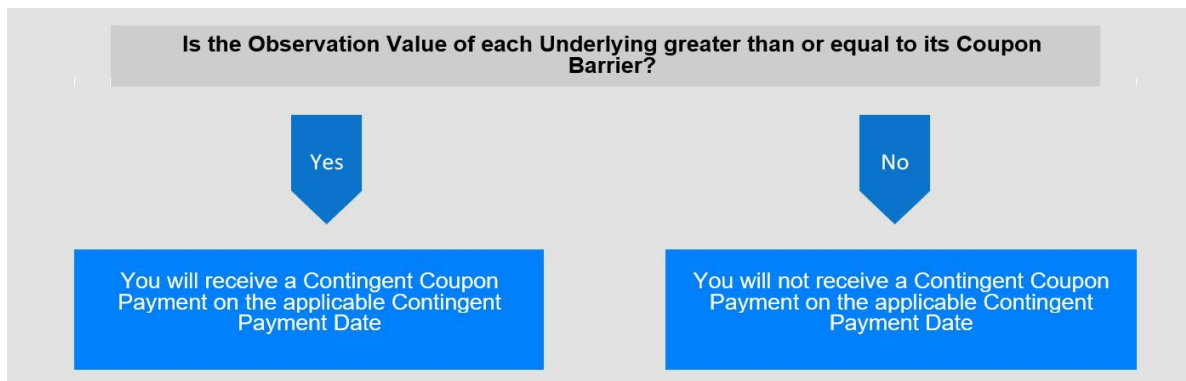 Is the Observation Value of each Underlying greater than or equal to its Coupon
Barrier?
Yes
No
You will receive a Contingent Coupon
Payment on the applicable Contingent
Payment Date
You will not receive a Contingent Coupon
Payment on the applicable Contingent
Payment Date